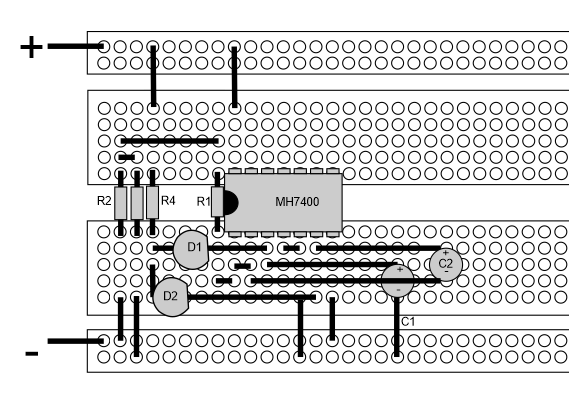 +
R2
R4
R1
MH7400
D1
+
C2
-
+
-
D2
C1
-